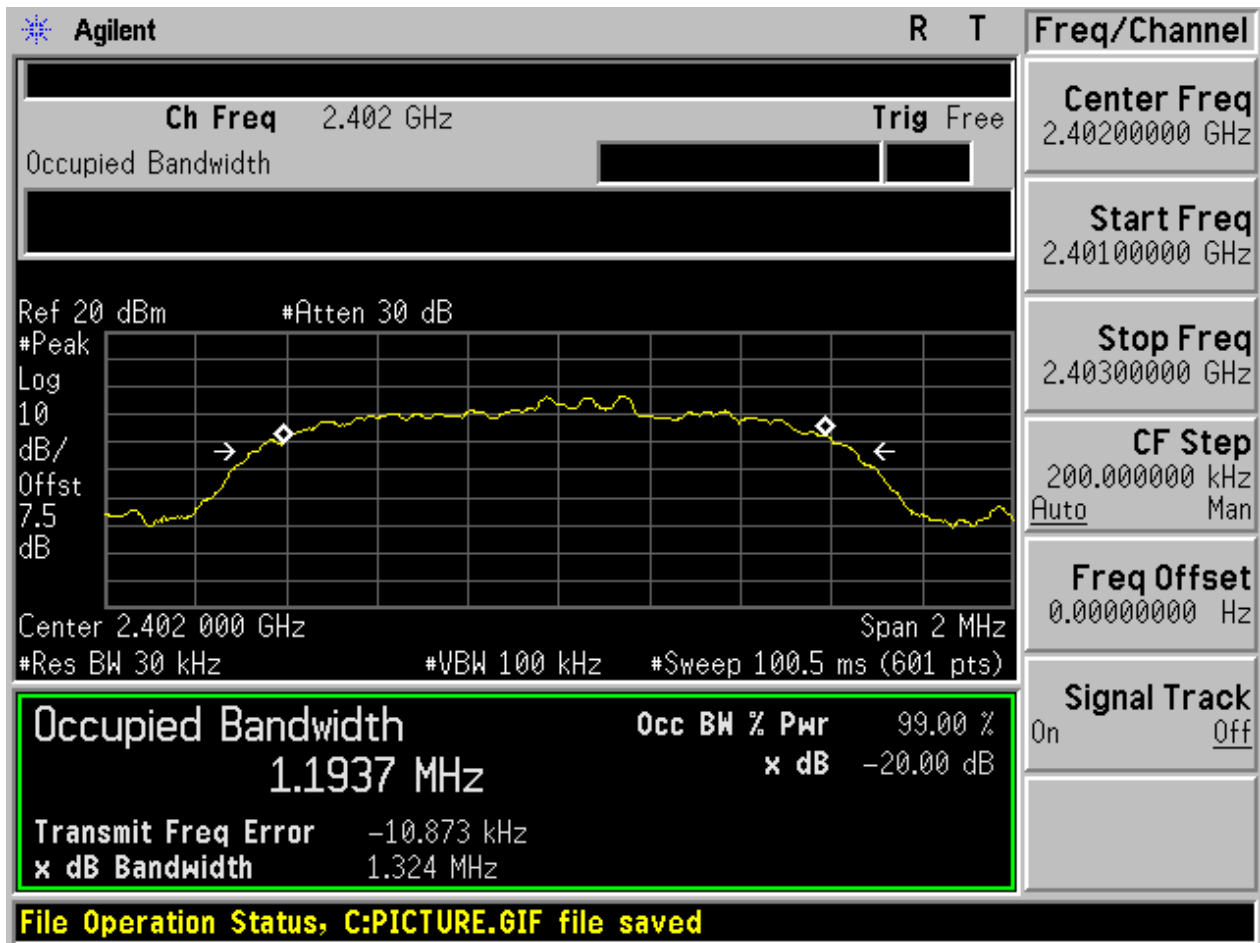 Agilent R T Freq/Channel
Ch Freq 2.402 GHz Trig Free
Occupied Bandwidth
Center Freq
2.40200000 GHz
Start Freq
2.40100000 GHz
Stop Freq
2.40300000 GHz
CF Step
200.000000 kHz
Auto Man
Freq Offset
0.00000000 Hz
Signal Track
On Off
Ref 20 dBm #Atten 30 dB
#Peak
Log
10
dB/
Offst
7.5
dB
Center 2.402 000 GHz Span 2 MHz
#Res BW 30 kHz #VBW 100 kHz #Sweep 100.5 ms (601 pts)
Occupied Bandwidth
1.1937 MHz
Occ BW % Pwr 99.00 %
x dB -20.00 dB
Transmit Freq Error -10.873 kHz
x dB Bandwidth 1.324 MHz
File Operation Status, C:PICTURE.GIF file saved